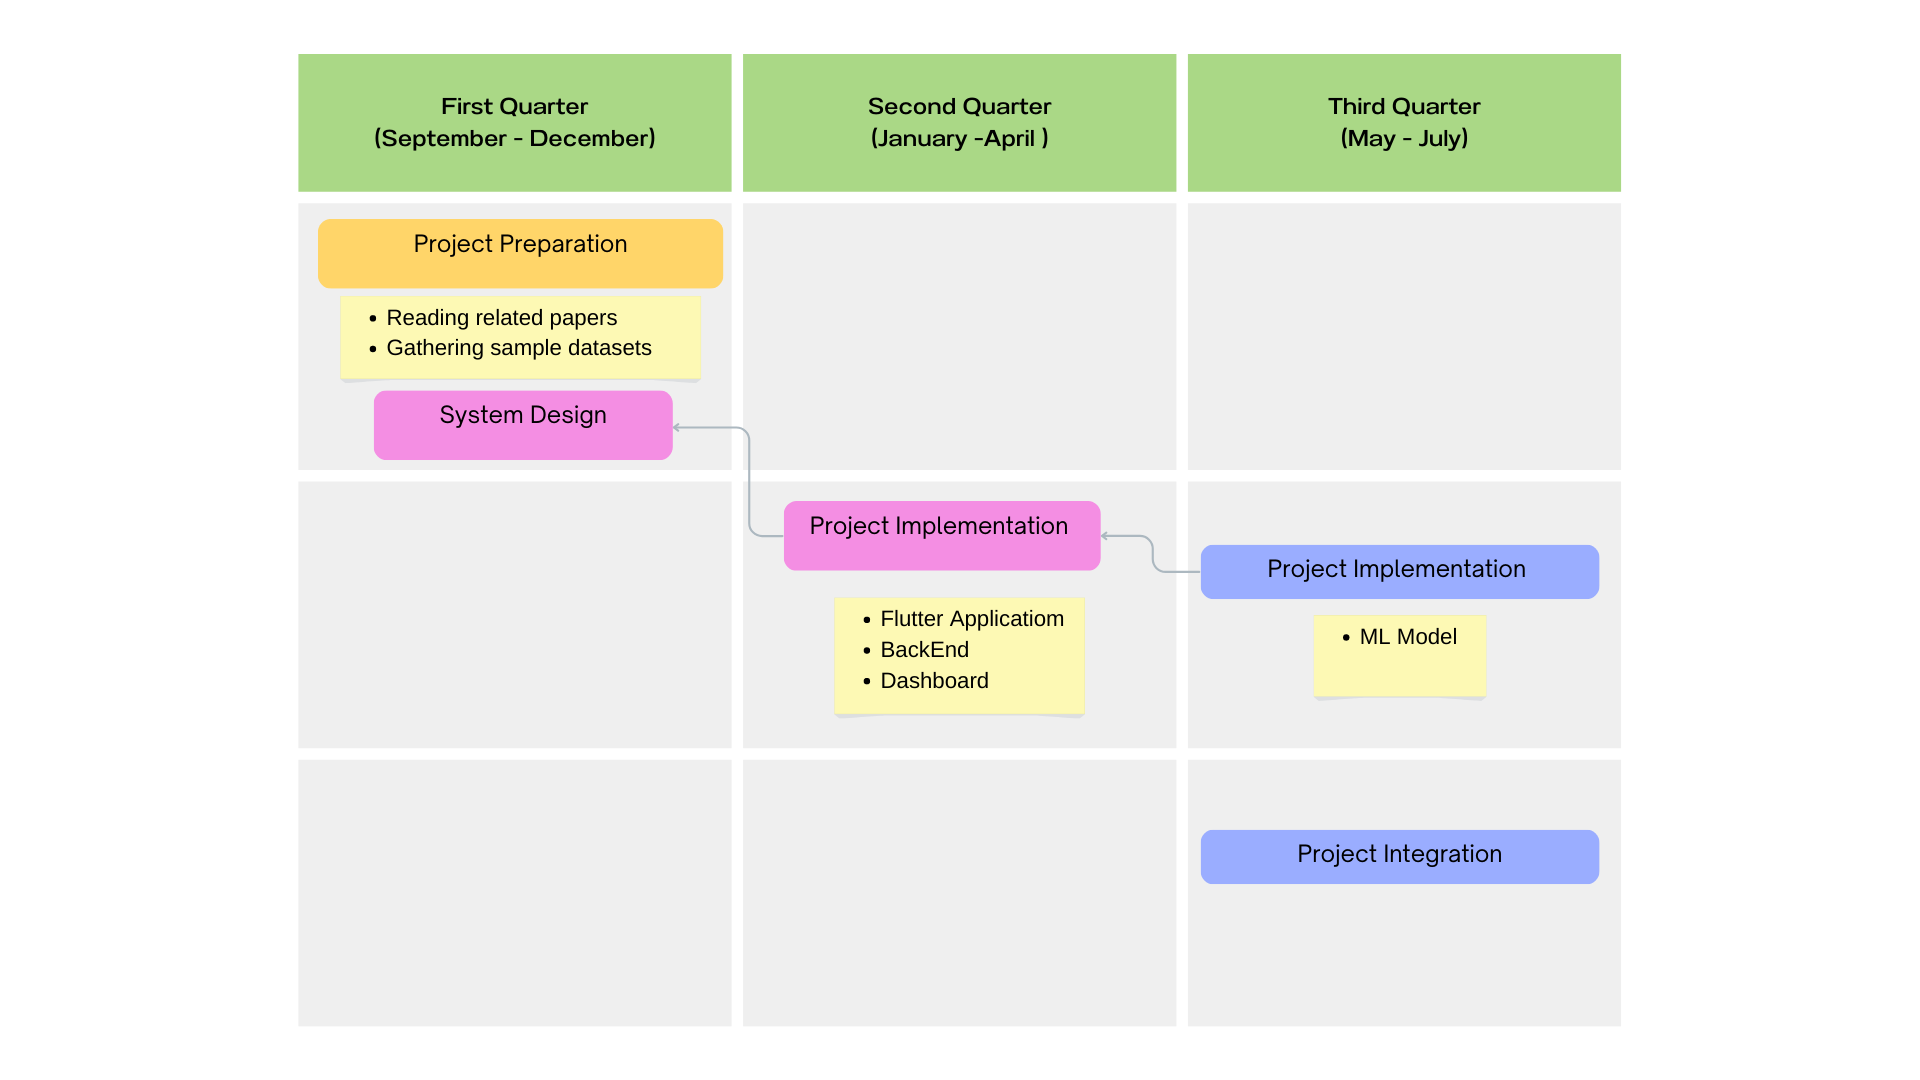 First Quarter
(September - December)
Second Quarter
(January -April )
Third Quarter
(May - July)
Project Preparation
• Reading related papers
• Gathering sample datasets
System Design
Project Implementation
• Flutter Applicatiom
• BackEnd
• Dashboard
Project Implementation
• ML Model
Project Integration